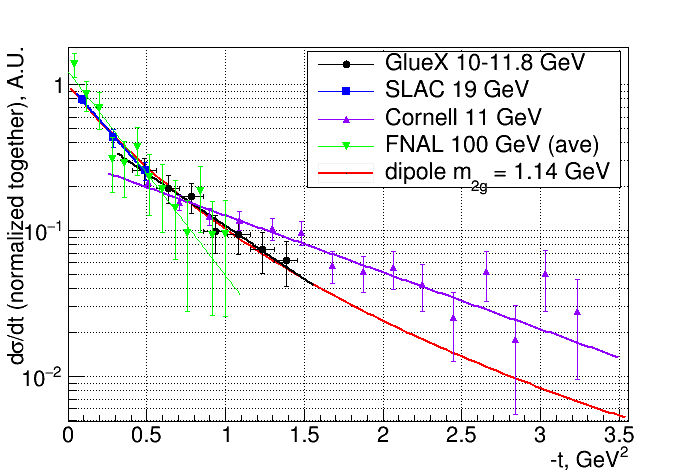 GlueX 10-11.8 GeV
SLAC 19 GeV
Cornell 11 GeV
FNAL 100 GeV (ave)
dipole m_2g = 1.14 GeV
dσ/dt (normalized together), A.U.
1
10⁻¹
10⁻²
0 0.5 1 1.5 2 2.5 3 3.5
-t, GeV²